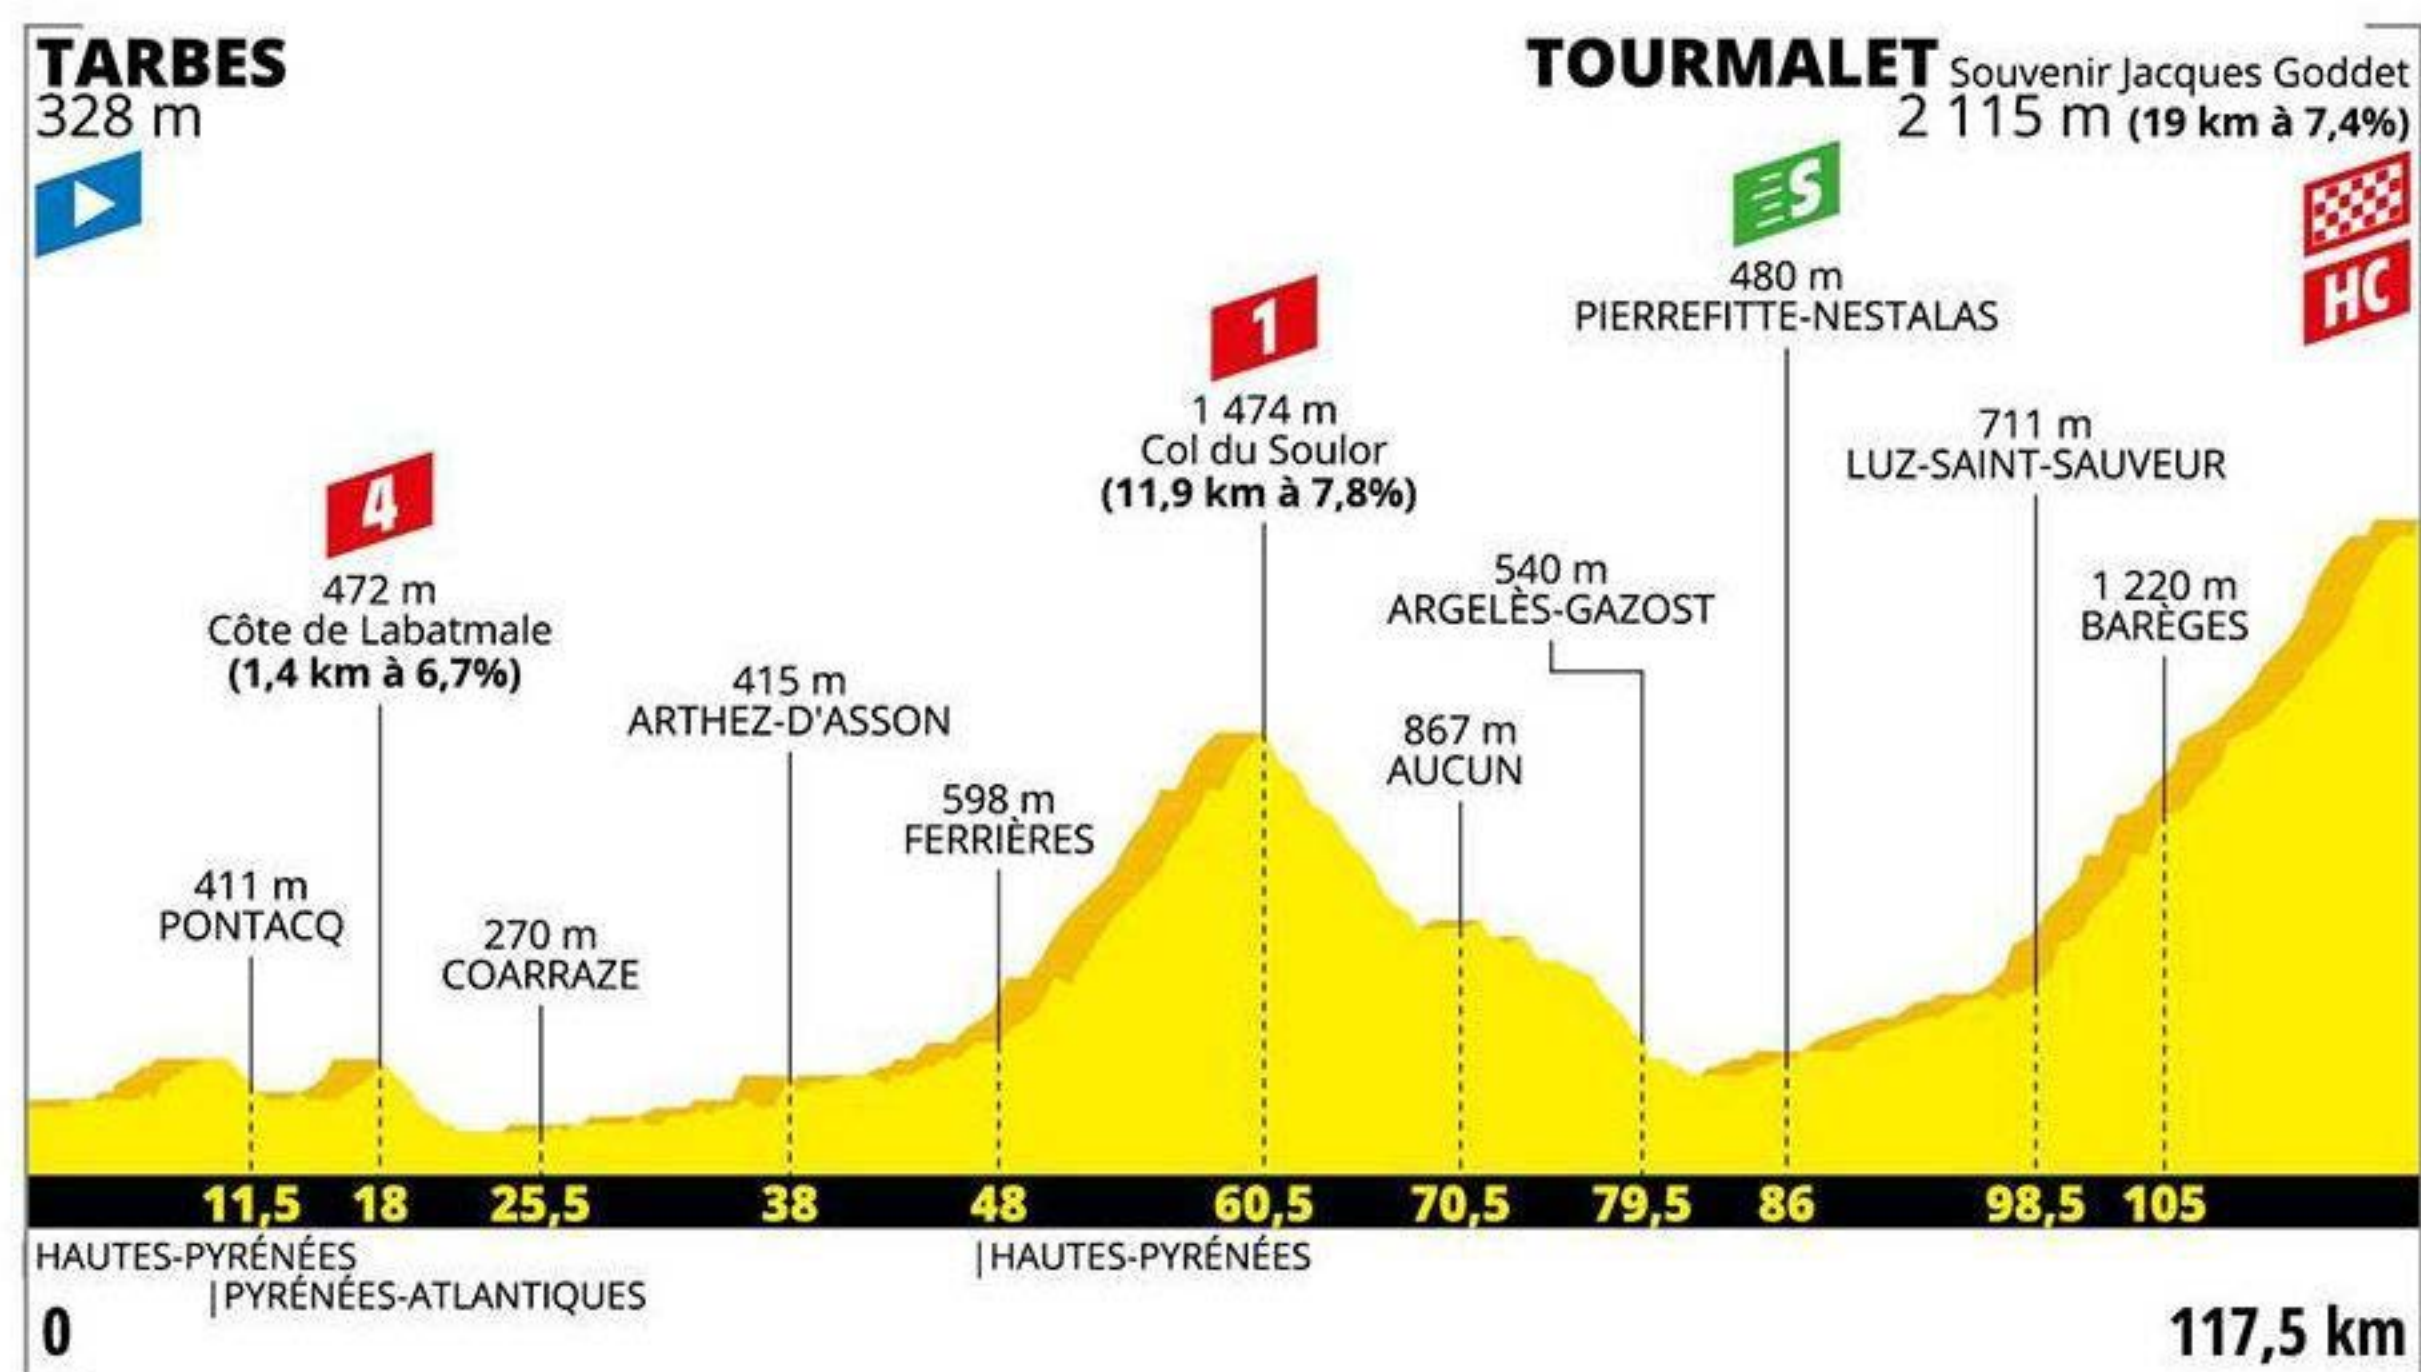 TARBES
328 m
TOURMALET Souvenir Jacques Goddet
2 115 m (19 km à 7,4%)
S
HC
480 m
PIERREFITTE-NESTALAS
1
1 474 m
Col du Soulor
(11,9 km à 7,8%)
711 m
LUZ-SAINT-SAUVEUR
4
472 m
Côte de Labatmale
(1,4 km à 6,7%)
540 m
ARGELÈS-GAZOST
1 220 m
BARÈGES
415 m
ARTHEZ-D'ASSON
867 m
AUCUN
598 m
FERRIÈRES
411 m
PONTACQ
270 m
COARRAZE
11,5 18 25,5 38 48 60,5 70,5 79,5 86 98,5 105
HAUTES-PYRÉNÉES |HAUTES-PYRÉNÉES
|PYRÉNÉES-ATLANTIQUES
0 117,5 km